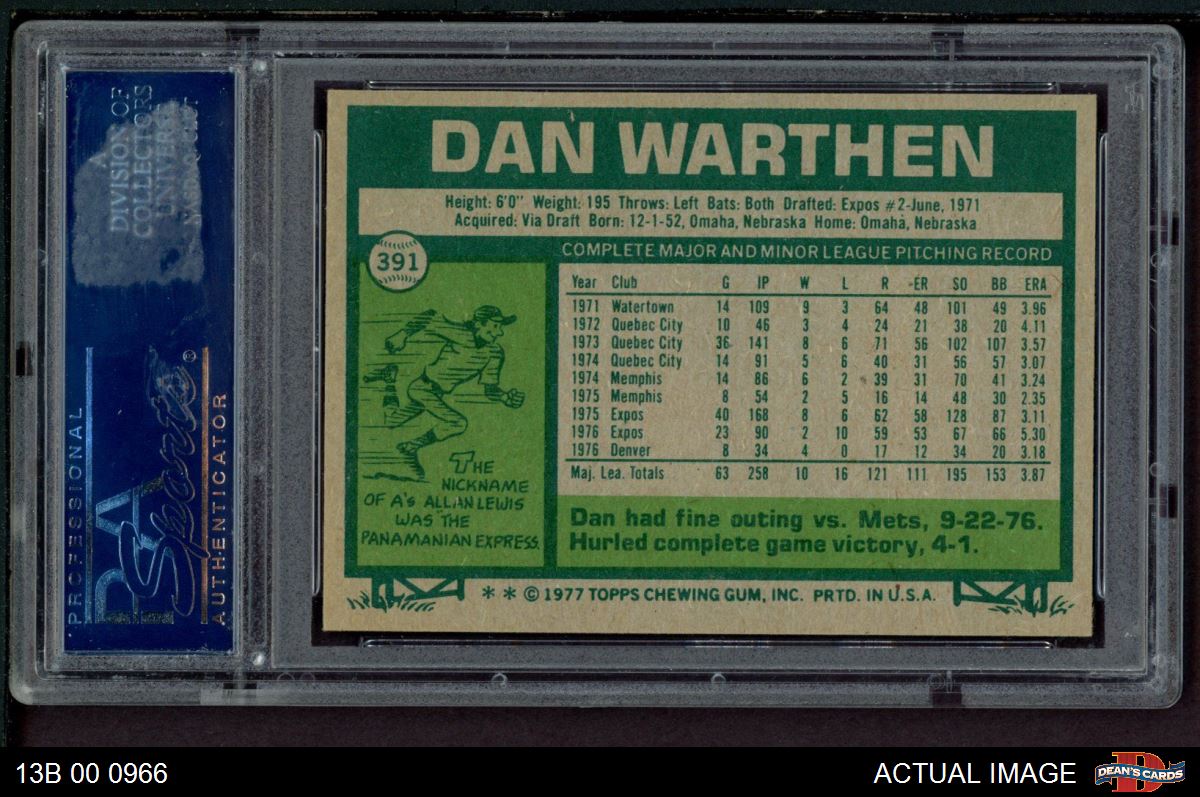 DIVISION OF
COLLECTORS
UNIVERSE
PROFESSIONAL
PSA
Sports®
AUTHENTICATOR
DAN WARTHEN
Height: 6'0" Weight: 195 Throws: Left Bats: Both Drafted: Expos #2-June, 1971
Acquired: Via Draft Born: 12-1-52, Omaha, Nebraska Home: Omaha, Nebraska
391
COMPLETE MAJOR AND MINOR LEAGUE PITCHING RECORD
Year Club G IP W L R ER SO BB ERA
1971 Watertown 14 109 9 3 64 48 101 49 3.96
1972 Quebec City 10 46 3 4 24 21 38 20 4.11
1973 Quebec City 36 141 8 6 71 56 102 107 3.57
1974 Quebec City 14 91 5 6 40 31 56 57 3.07
1974 Memphis 14 86 6 2 39 31 70 41 3.24
1975 Memphis 8 54 2 5 16 14 48 30 2.35
1975 Expos 40 168 8 6 62 58 128 87 3.11
1976 Expos 23 90 2 10 59 53 67 66 5.30
1976 Denver 8 34 4 0 17 12 34 20 3.18
Maj. Lea. Totals 63 258 10 16 121 111 195 153 3.87
THE
NICKNAME
OF A's ALLAN LEWIS
WAS THE
PANAMANIAN EXPRESS.
Dan had fine outing vs. Mets, 9-22-76.
Hurled complete game victory, 4-1.
** © 1977 TOPPS CHEWING GUM, INC. PRTD. IN U.S.A.
13B 00 0966
ACTUAL IMAGE
D
DEAN'S CARDS